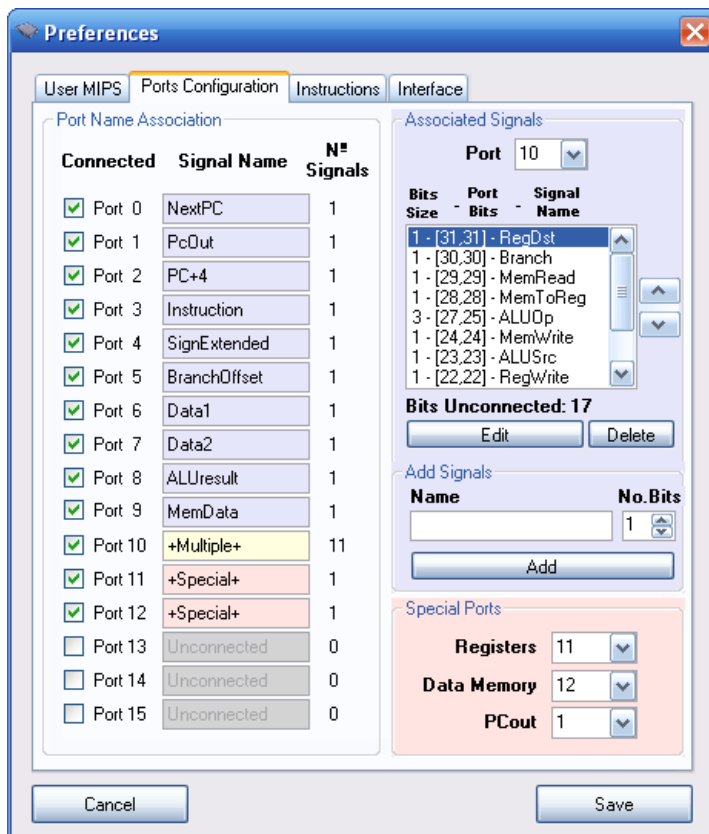 Preferences
User MIPS Ports Configuration Instructions Interface
Port Name Association
Connected Signal Name Nº Signals
Port 0 NextPC 1
Port 1 PcOut 1
Port 2 PC+4 1
Port 3 Instruction 1
Port 4 SignExtended 1
Port 5 BranchOffset 1
Port 6 Data1 1
Port 7 Data2 1
Port 8 ALUresult 1
Port 9 MemData 1
Port 10 +Multiple+ 11
Port 11 +Special+ 1
Port 12 +Special+ 1
Port 13 Unconnected 0
Port 14 Unconnected 0
Port 15 Unconnected 0
Associated Signals
Port 10
Bits Size - Port Bits - Signal Name
1 - [31,31] - RegDst
1 - [30,30] - Branch
1 - [29,29] - MemRead
1 - [28,28] - MemToReg
3 - [27,25] - ALUOp
1 - [24,24] - MemWrite
1 - [23,23] - ALUSrc
1 - [22,22] - RegWrite
Bits Unconnected: 17
Edit Delete
Add Signals
Name No.Bits
1
Add
Special Ports
Registers 11
Data Memory 12
PCout 1
Cancel Save